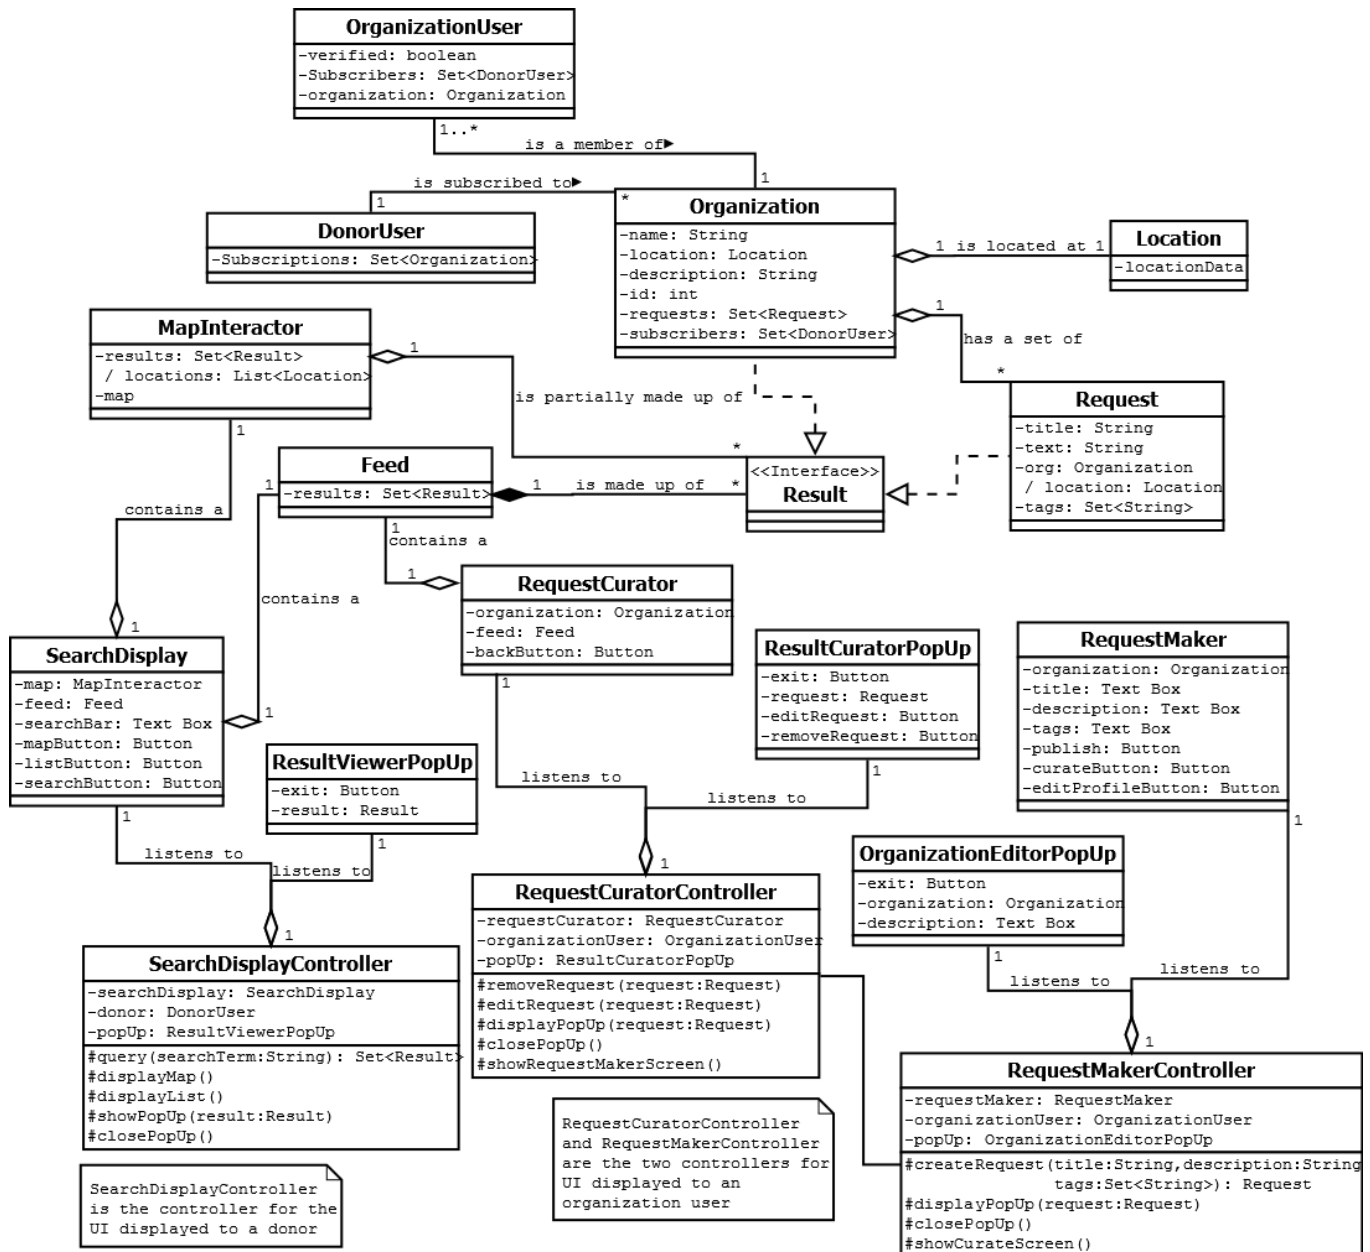 OrganizationUser
-verified: boolean
-Subscribers: Set<DonorUser>
-organization: Organization
1..*
is a member of▶
1
is subscribed to▶
1
*
DonorUser
-Subscriptions: Set<Organization>
Organization
-name: String
-location: Location
-description: String
-id: int
-requests: Set<Request>
-subscribers: Set<DonorUser>
1 is located at 1
Location
-locationData
1
has a set of
*
MapInteractor
-results: Set<Result>
/ locations: List<Location>
-map
1
1
is partially made up of
*
Request
-title: String
-text: String
-org: Organization
/ location: Location
-tags: Set<String>
Feed
-results: Set<Result>
1
1
is made up of
*
<<Interface>>
Result
contains a
1
contains a
1
contains a
1
1
RequestCurator
-organization: Organization
-feed: Feed
-backButton: Button
1
SearchDisplay
-map: MapInteractor
-feed: Feed
-searchBar: Text Box
-mapButton: Button
-listButton: Button
-searchButton: Button
1
ResultCuratorPopUp
-exit: Button
-request: Request
-editRequest: Button
-removeRequest: Button
1
RequestMaker
-organization: Organization
-title: Text Box
-description: Text Box
-tags: Text Box
-publish: Button
-curateButton: Button
-editProfileButton: Button
1
ResultViewerPopUp
-exit: Button
-result: Result
1
listens to
listens to
1
listens to
listens to
1
OrganizationEditorPopUp
-exit: Button
-organization: Organization
-description: Text Box
1
listens to
listens to
1
RequestCuratorController
-requestCurator: RequestCurator
-organizationUser: OrganizationUser
-popUp: ResultCuratorPopUp
#removeRequest(request:Request)
#editRequest(request:Request)
#displayPopUp(request:Request)
#closePopUp()
#showRequestMakerScreen()
SearchDisplayController
-searchDisplay: SearchDisplay
-donor: DonorUser
-popUp: ResultViewerPopUp
#query(searchTerm:String): Set<Result>
#displayMap()
#displayList()
#showPopUp(result:Result)
#closePopUp()
RequestMakerController
-requestMaker: RequestMaker
-organizationUser: OrganizationUser
-popUp: OrganizationEditorPopUp
#createRequest(title:String,description:String
tags:Set<String>): Request
#displayPopUp(request:Request)
#closePopUp()
#showCurateScreen()
RequestCuratorController
and RequestMakerController
are the two controllers for
UI displayed to an
organization user
SearchDisplayController
is the controller for the
UI displayed to a donor